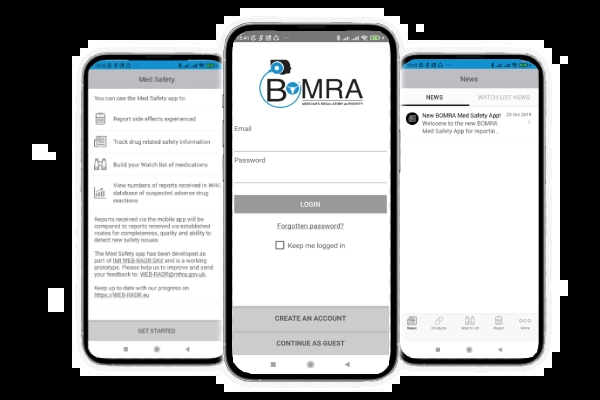 Med Safety
You can use the Med Safety app to:
Report side effects experienced
Track drug related safety information
Build your Watch list of medications
View numbers of reports received in WHO
database of suspected adverse drug
reactions
Reports received via the mobile app will be
compared to reports received via established
routes for completeness, quality and ability to
detect new safety issues.
The Med Safety app has been developed as
part of IMI WEB-RADR SAV and is a working
prototype. Please help us to improve and send
your feedback to: WEB-RADR@mhra.gov.uk.
Keep up to date with our progress on
https://WEB-RADR.eu
GET STARTED
15:41
BOMRA
MEDICINES REGULATORY AUTHORITY
Email
Password
LOGIN
Forgotten password?
Keep me logged in
CREATE AN ACCOUNT
CONTINUE AS GUEST
News
NEWS
WATCH LIST NEWS
New BOMRA Med Safety App!
23 Oct 2019
Welcome to the new BOMRA
Med Safety App for reportin...
News
Products
Watch List
Report
More